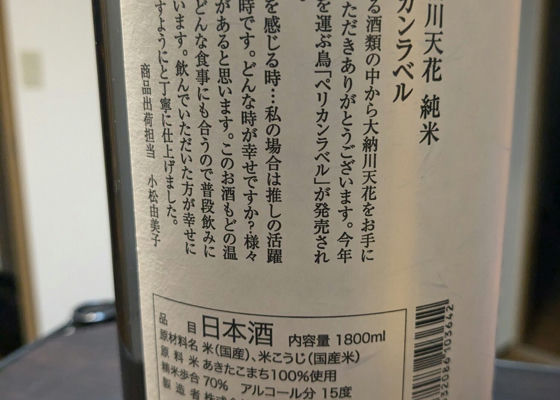 川天花 純米
カンラベル
る酒類の中から大納川天花をお手に
ただきありがとうございます。今年
を運ぶ鳥「ペリカンラベル」が発売され
を感じる時…私の場合は推しの活躍
時です。どんな時が幸せですか?様々
があると思います。このお酒もどの温
どんな食事にも合うので普段飲みに
います。飲んでいただいた方が幸せに
すようにと丁寧に仕上げました。
商品出荷担当 小松由美子
品目 日本酒 内容量 1800ml
原材料名 米(国産)、米こうじ(国産米)
原料米 あきたこまち100%使用
精米歩合 70% アルコール分 15度
製造者 株式
32086103642